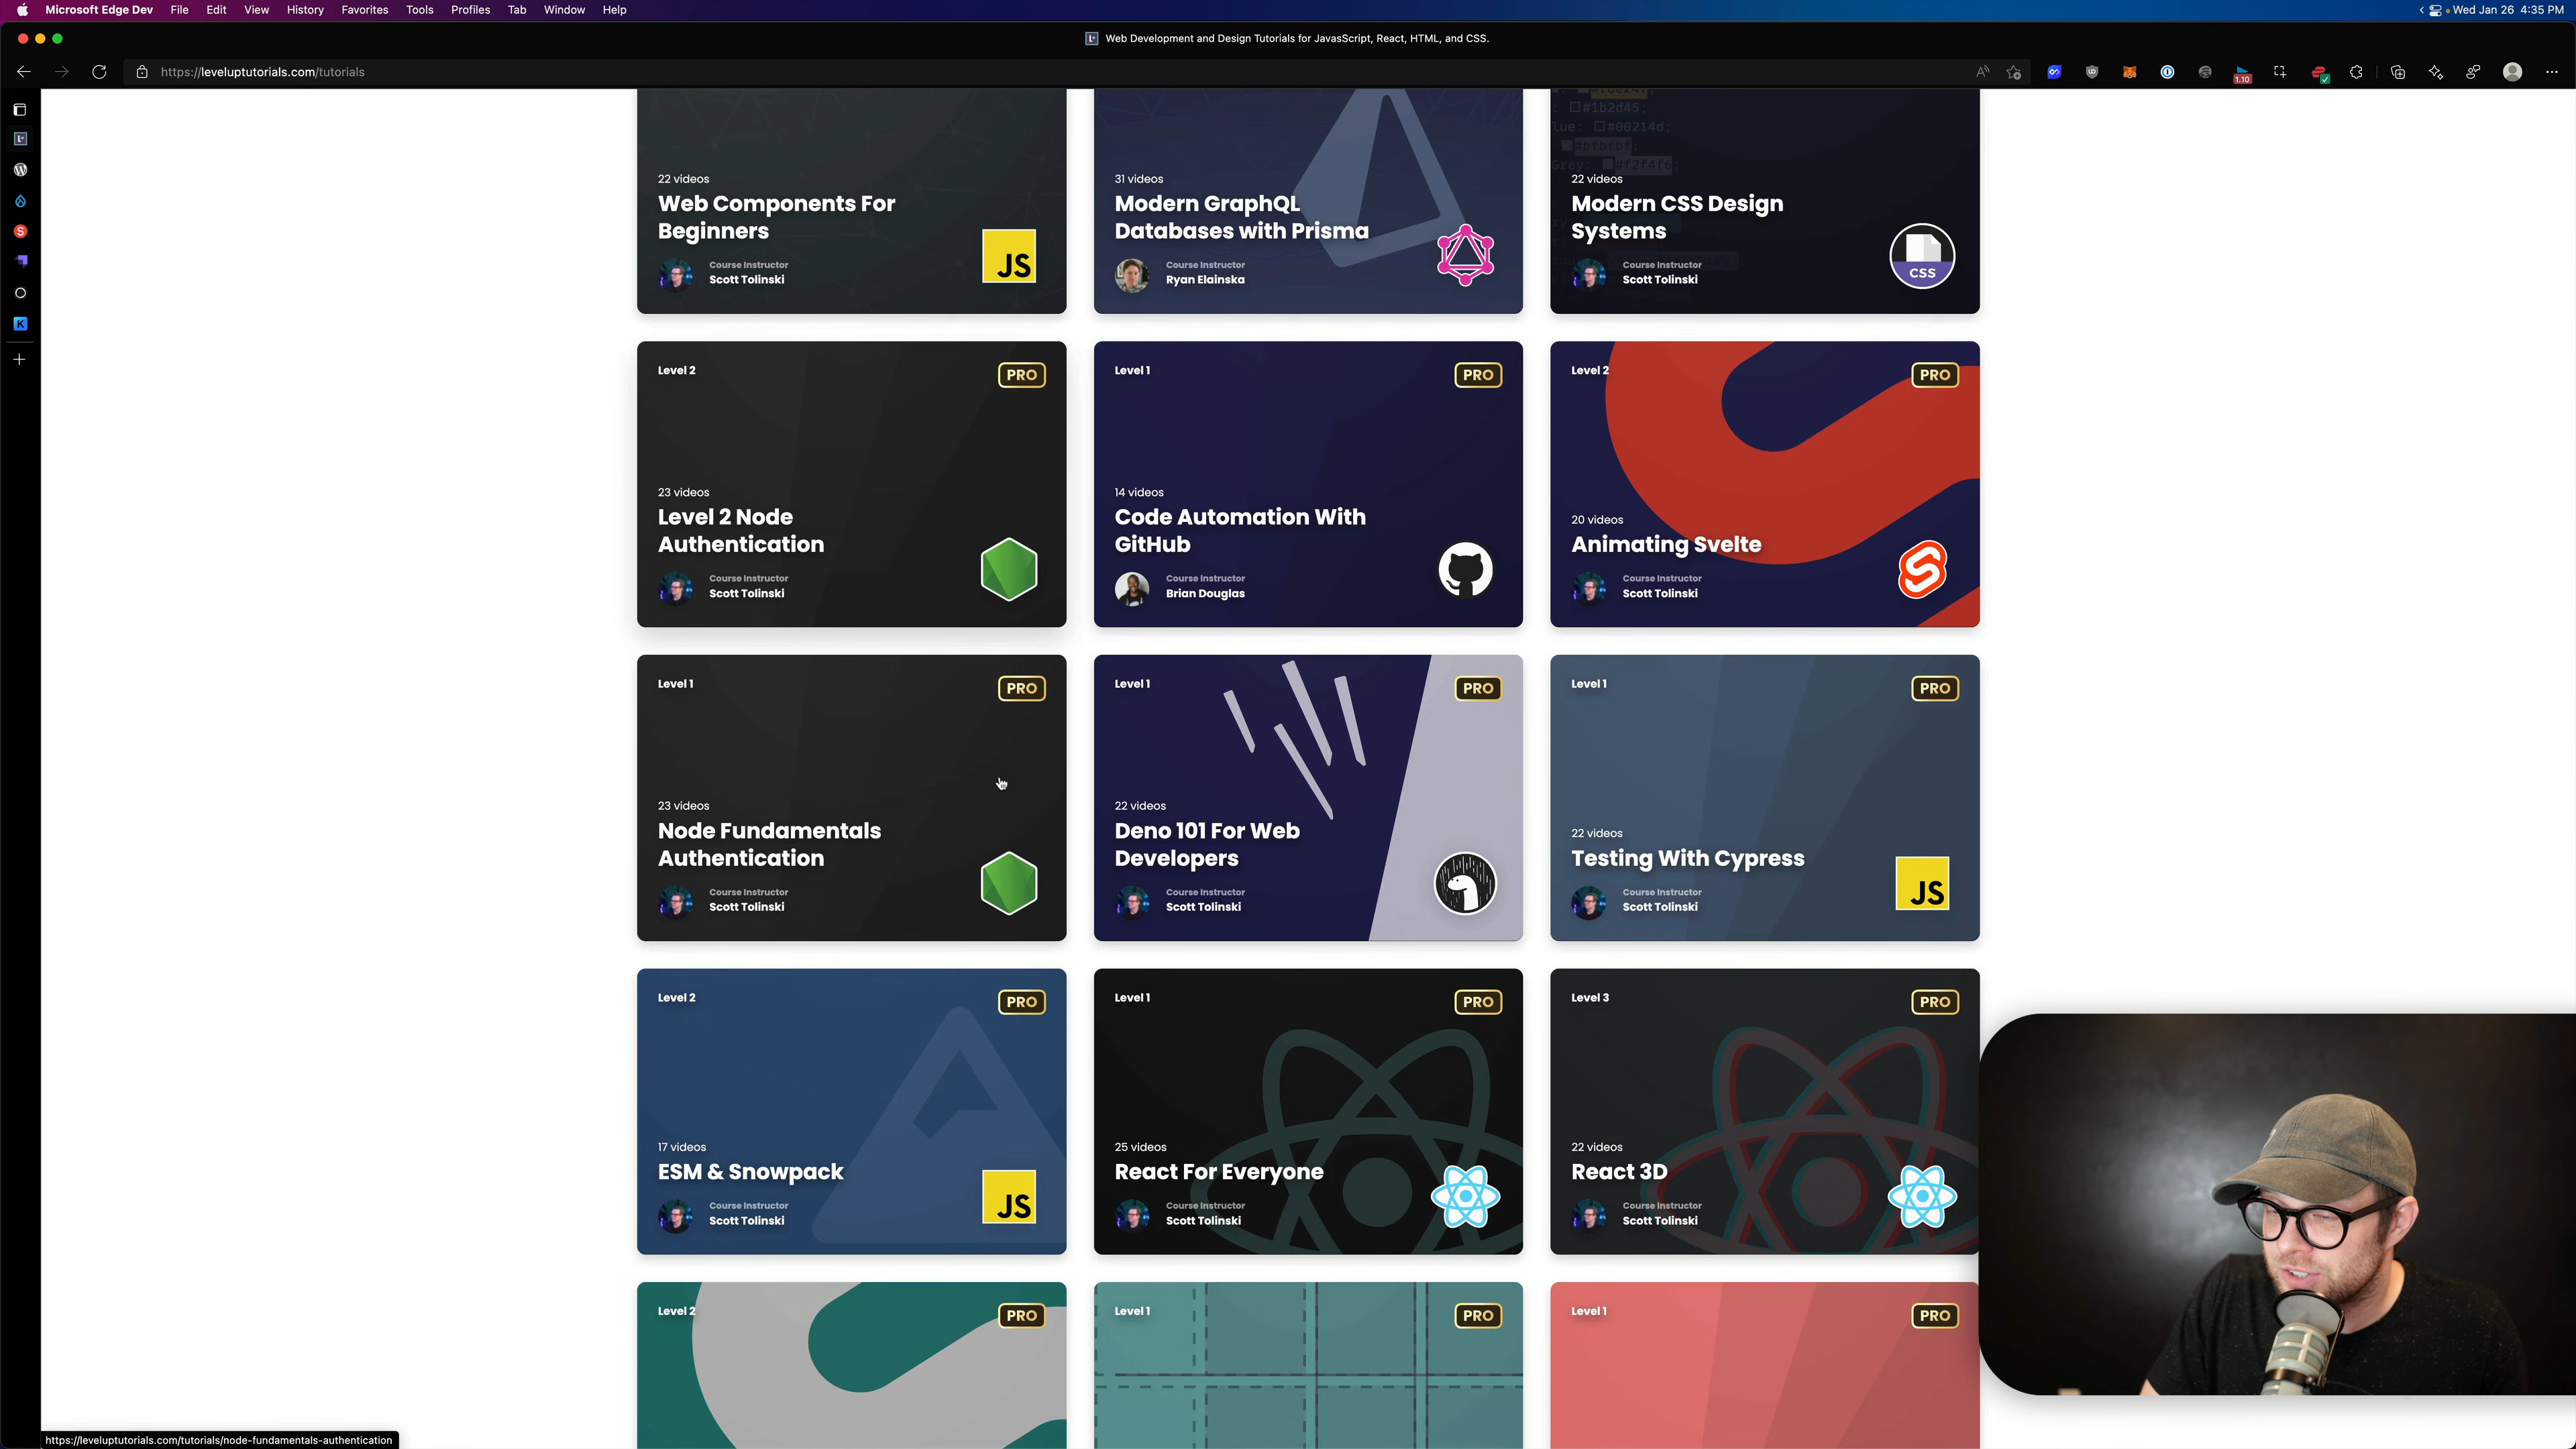 Microsoft Edge Dev File Edit View History Favorites Tools Profiles Tab Window Help
Wed Jan 26 4:35 PM
Web Development and Design Tutorials for JavaScript, React, HTML, and CSS.
https://leveluptutorials.com/tutorials
1.10
#1b2d45;
lue: #00214d;
#bfbfbf;
Grey: #f2f4f6;
22 videos
Web Components For
Beginners
Course Instructor
Scott Tolinski
JS
31 videos
Modern GraphQL
Databases with Prisma
Course Instructor
Ryan Elainska
22 videos
Modern CSS Design
Systems
Course Instructor
Scott Tolinski
CSS
Level 2
PRO
23 videos
Level 2 Node
Authentication
Course Instructor
Scott Tolinski
Level 1
PRO
14 videos
Code Automation With
GitHub
Course Instructor
Brian Douglas
Level 2
PRO
20 videos
Animating Svelte
Course Instructor
Scott Tolinski
Level 1
PRO
23 videos
Node Fundamentals
Authentication
Course Instructor
Scott Tolinski
Level 1
PRO
22 videos
Deno 101 For Web
Developers
Course Instructor
Scott Tolinski
Level 1
PRO
22 videos
Testing With Cypress
Course Instructor
Scott Tolinski
JS
Level 2
PRO
17 videos
ESM & Snowpack
Course Instructor
Scott Tolinski
JS
Level 1
PRO
25 videos
React For Everyone
Course Instructor
Scott Tolinski
Level 3
PRO
22 videos
React 3D
Course Instructor
Scott Tolinski
Level 2
PRO
Level 1
PRO
Level 1
PRO
https://leveluptutorials.com/tutorials/node-fundamentals-authentication